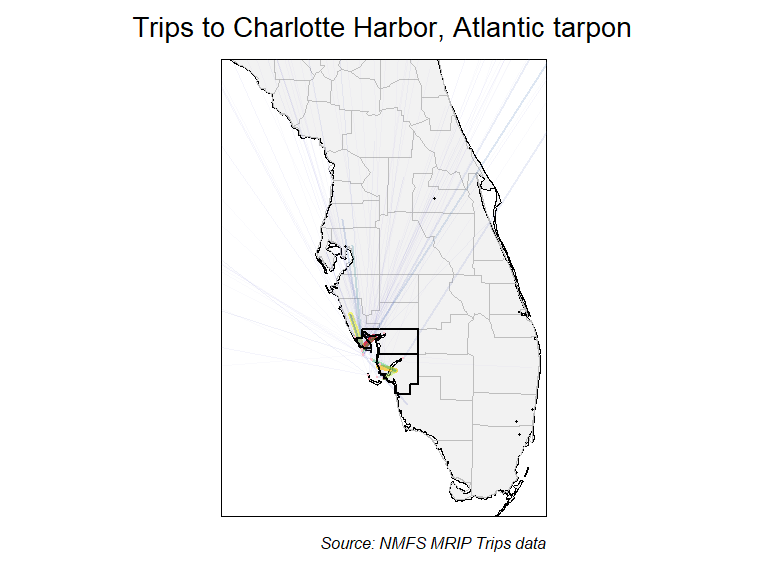 Trips to Charlotte Harbor, Atlantic tarpon
Source: NMFS MRIP Trips data